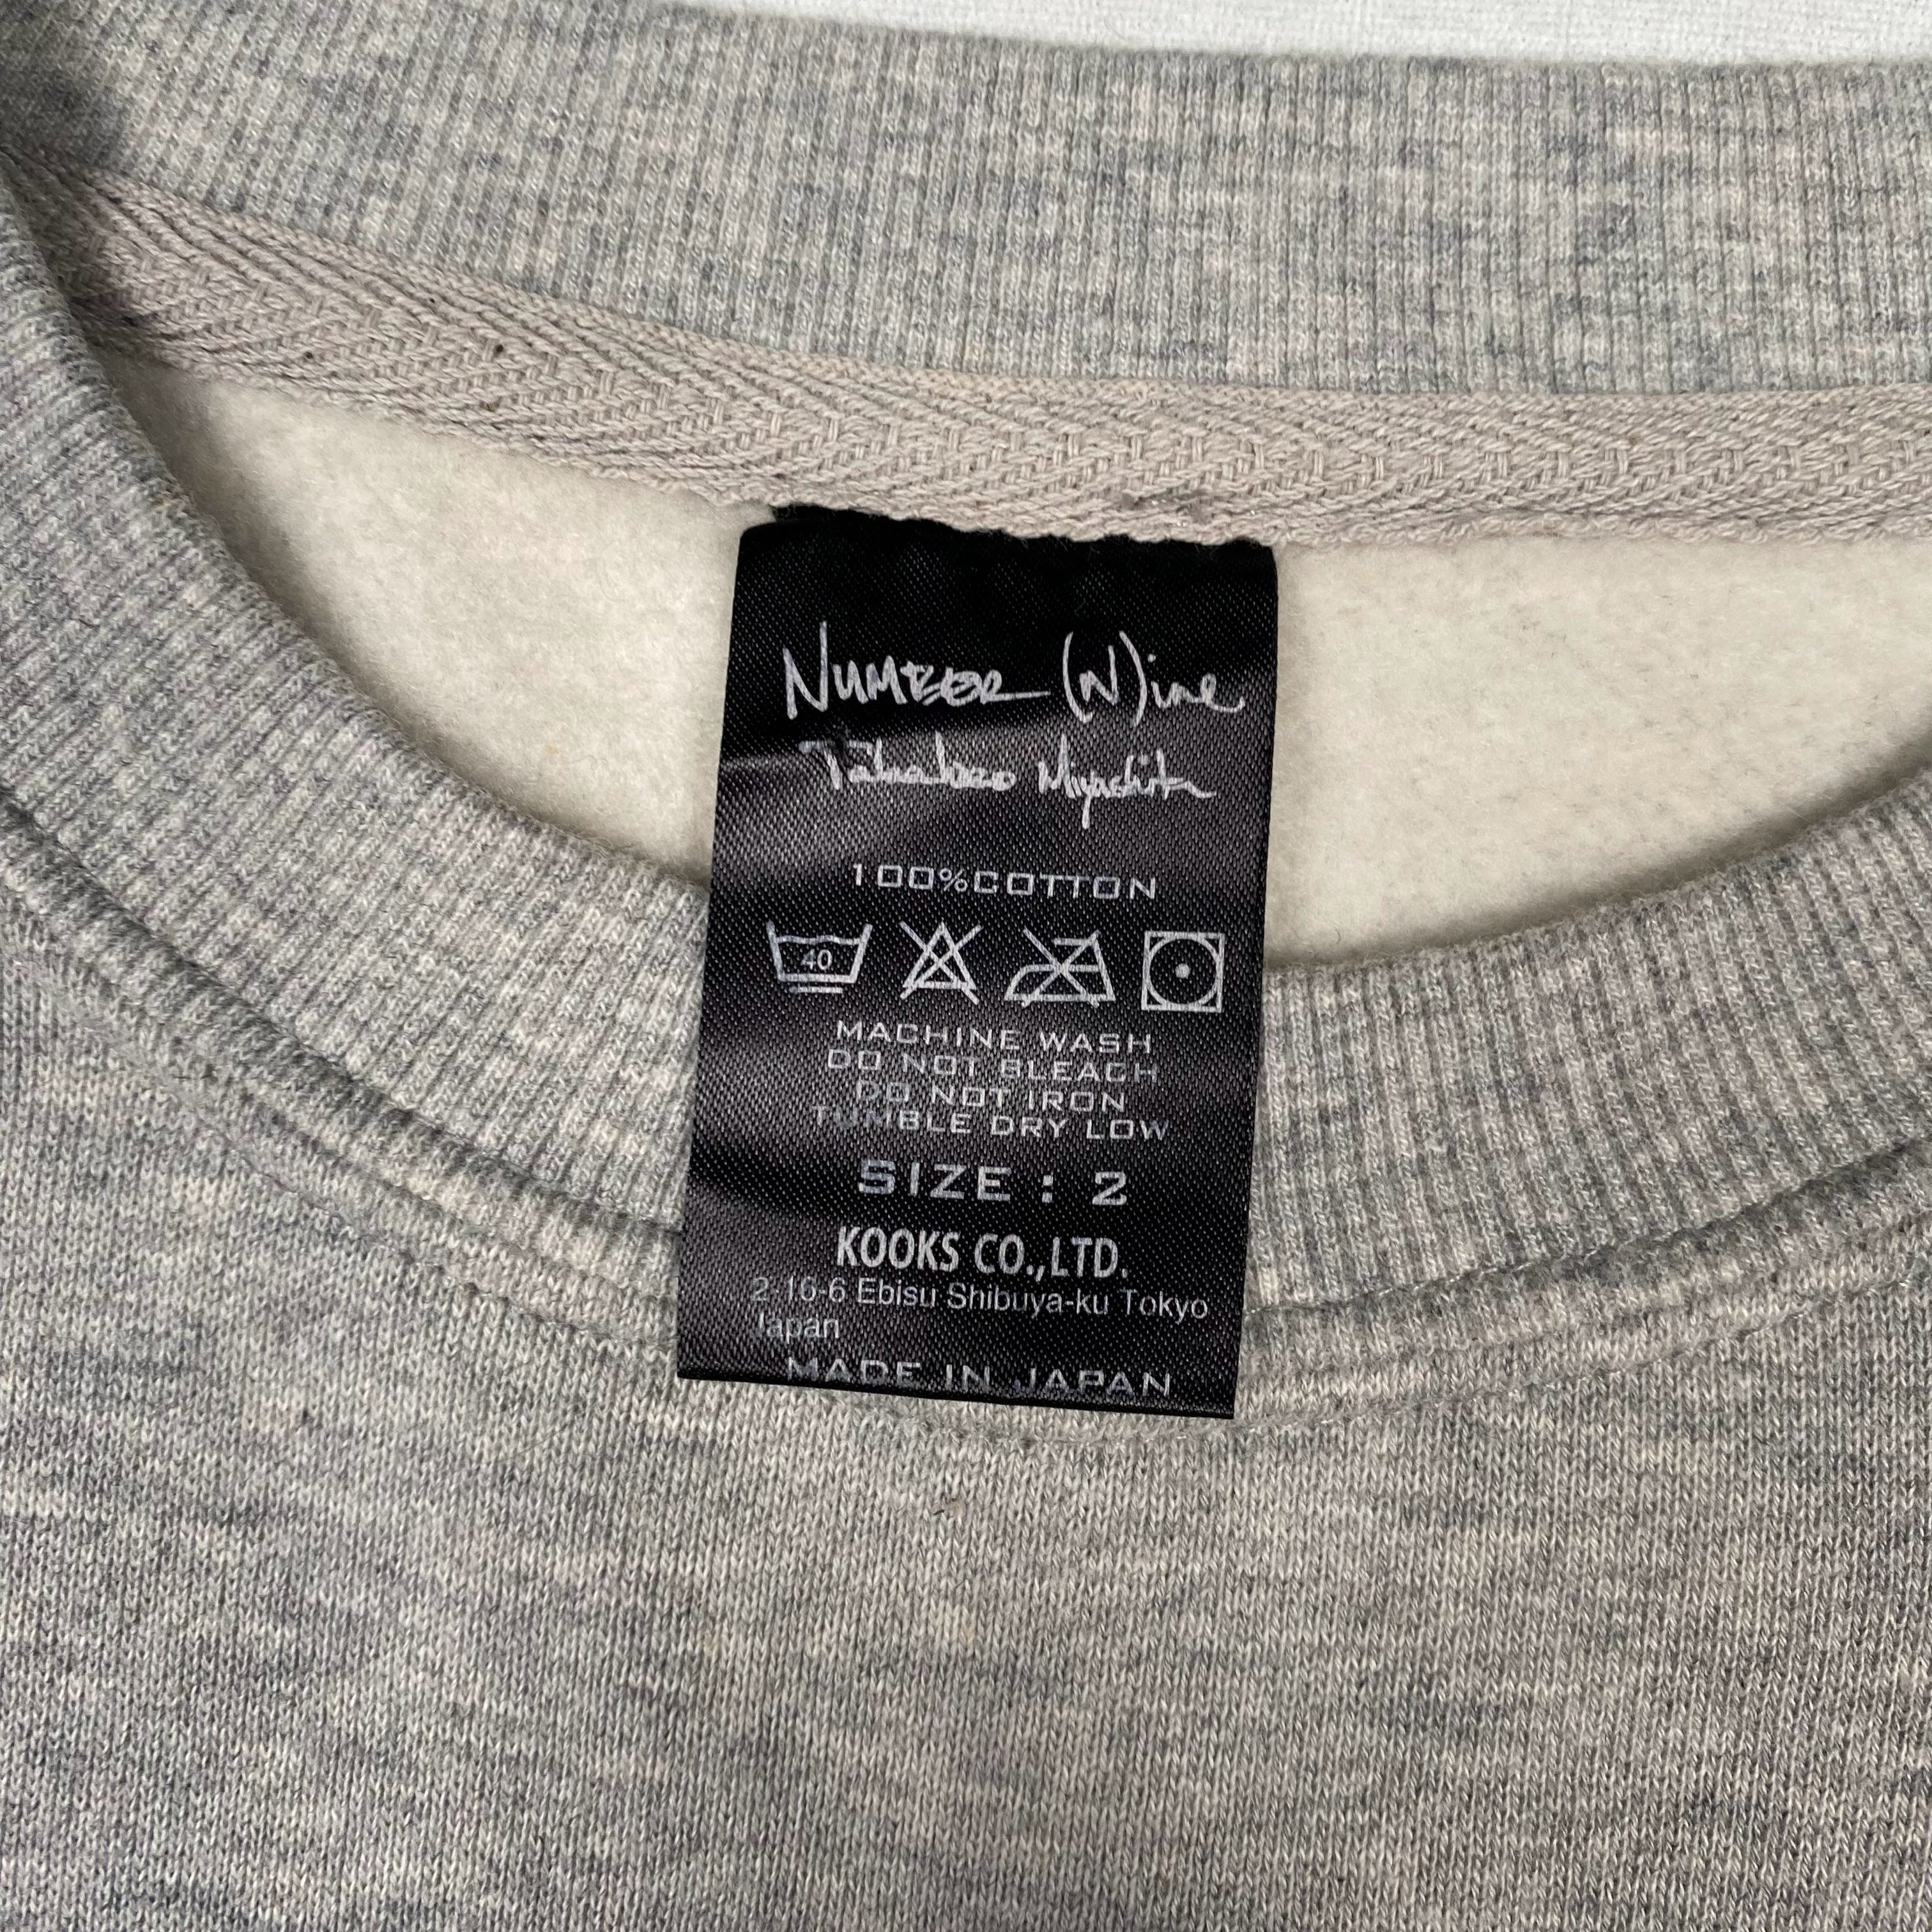 NUMBER (N)ine
Takahiro Miyashita
100%COTTON
40
MACHINE WASH
DO NOT BLEACH
DO NOT IRON
TUMBLE DRY LOW
SIZE : 2
KOOKS CO.,LTD.
2-16-6 Ebisu Shibuya-ku Tokyo
Japan
MADE IN JAPAN